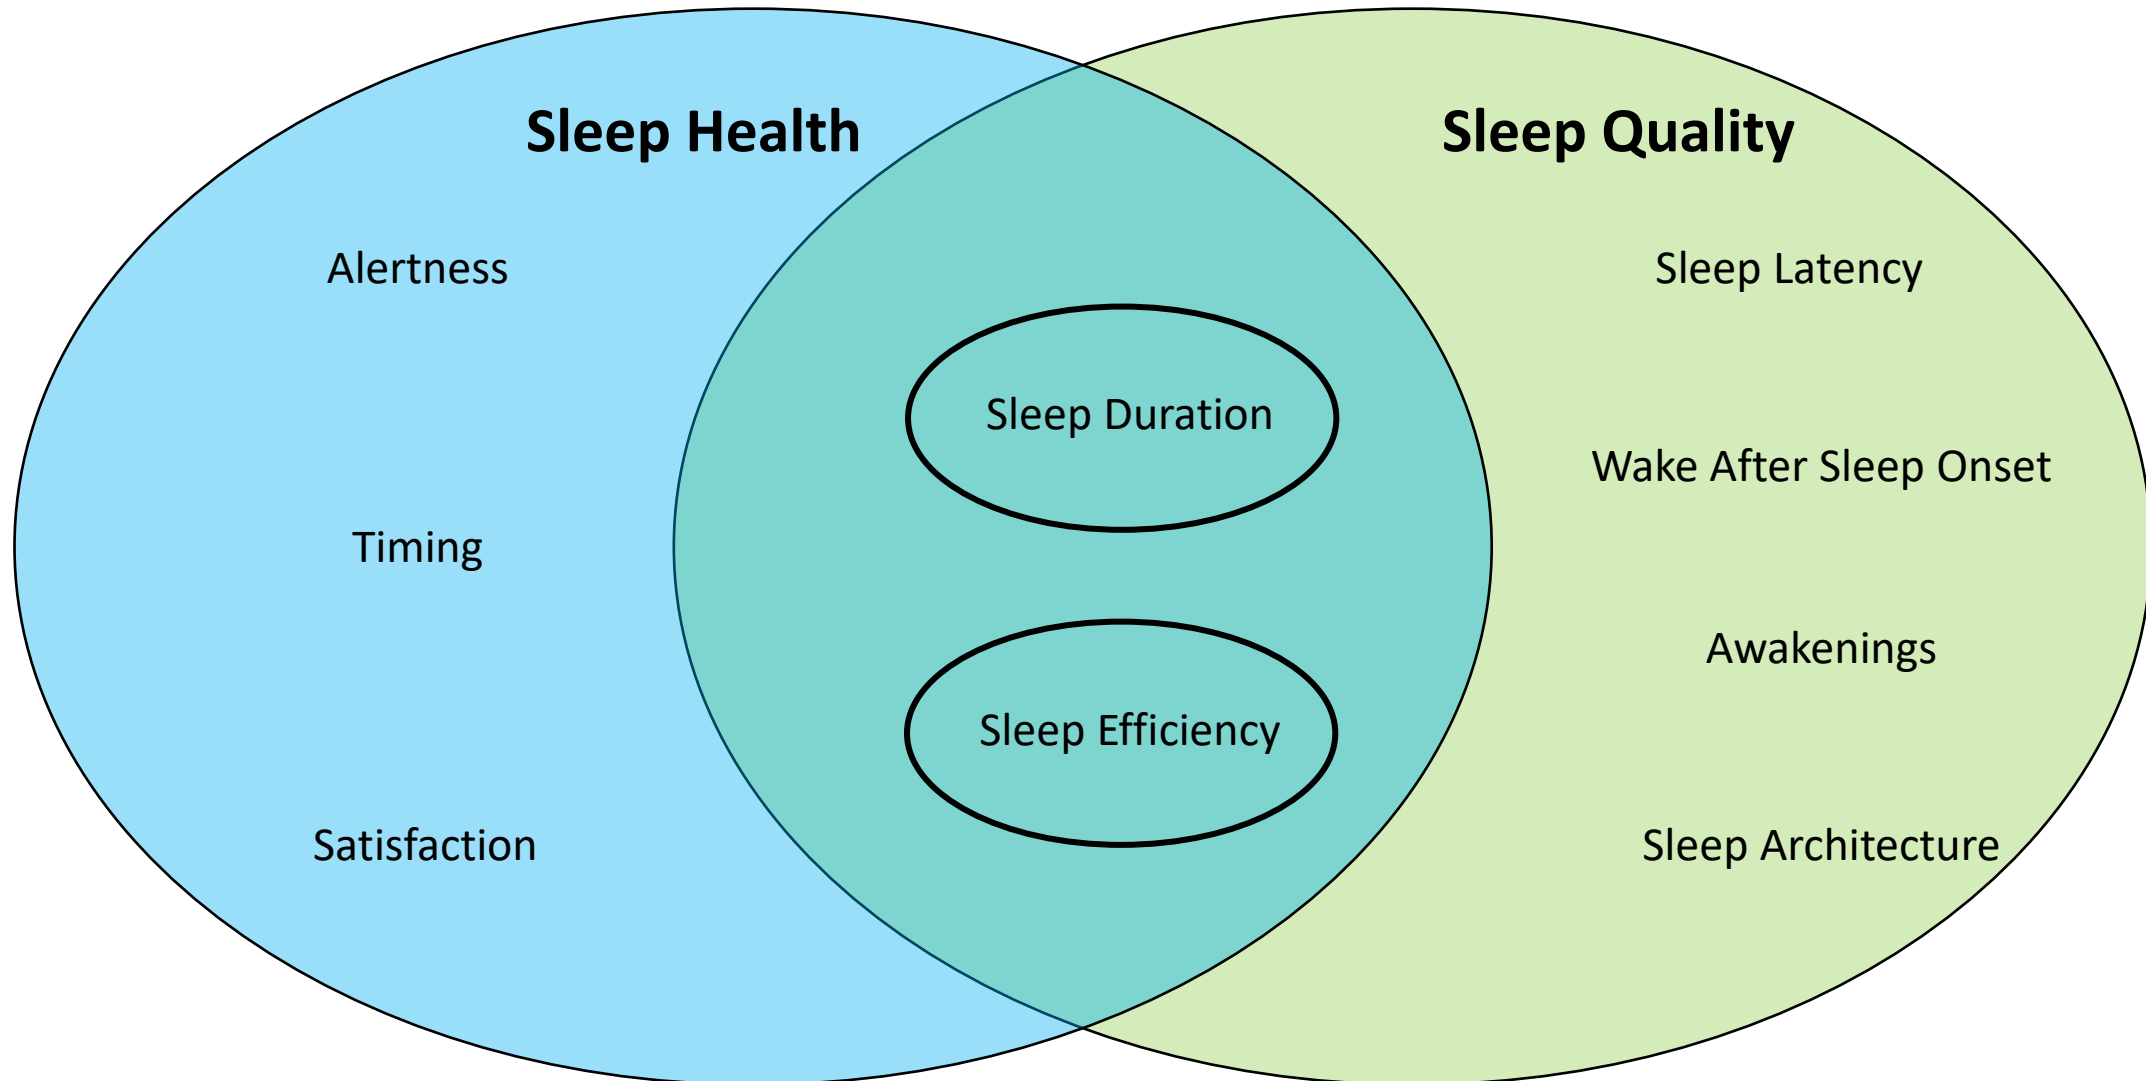 Sleep Health
Sleep Quality
Alertness
Timing
Satisfaction
Sleep Duration
Sleep Efficiency
Sleep Latency
Wake After Sleep Onset
Awakenings
Sleep Architecture